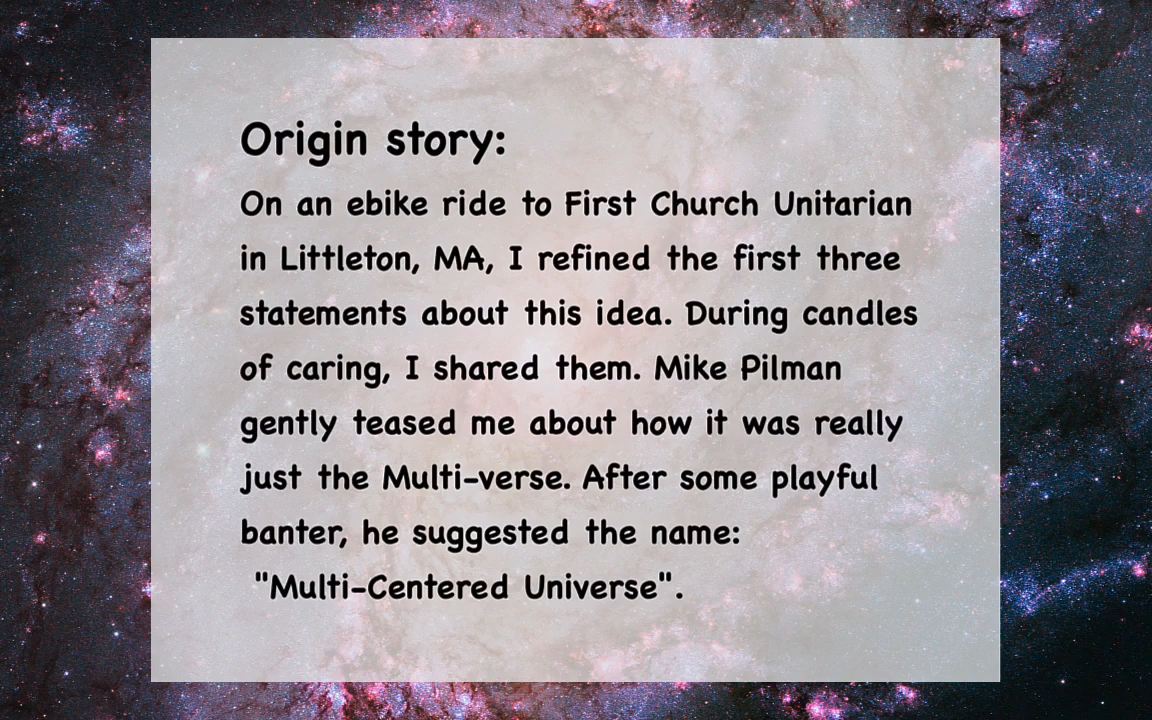 Origin story:
On an ebike ride to First Church Unitarian
in Littleton, MA, I refined the first three
statements about this idea. During candles
of caring, I shared them. Mike Pilman
gently teased me about how it was really
just the Multi-verse. After some playful
banter, he suggested the name:
"Multi-Centered Universe".